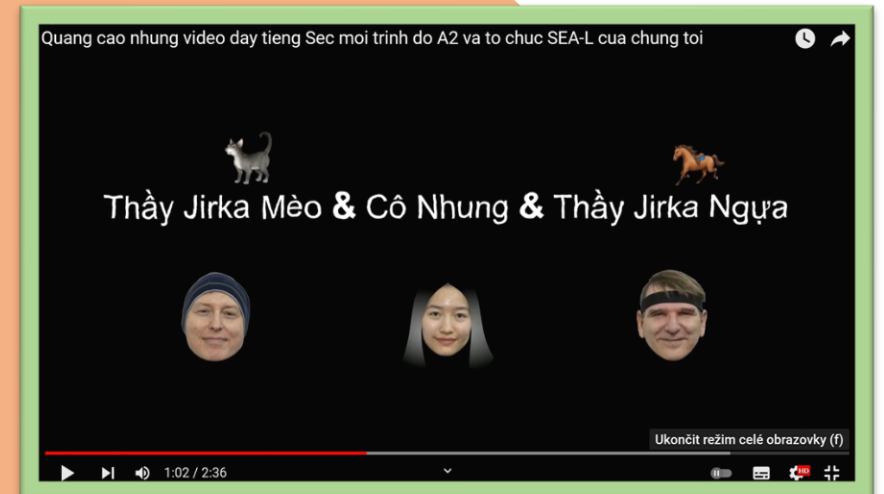 Quang cao nhung video day tieng Sec moi trinh do A2 va to chuc SEA-L cua chung toi
Thầy Jirka Mèo & Cô Nhung & Thầy Jirka Ngựa
Ukončit režim celé obrazovky (f)
1:02 / 2:36
HD